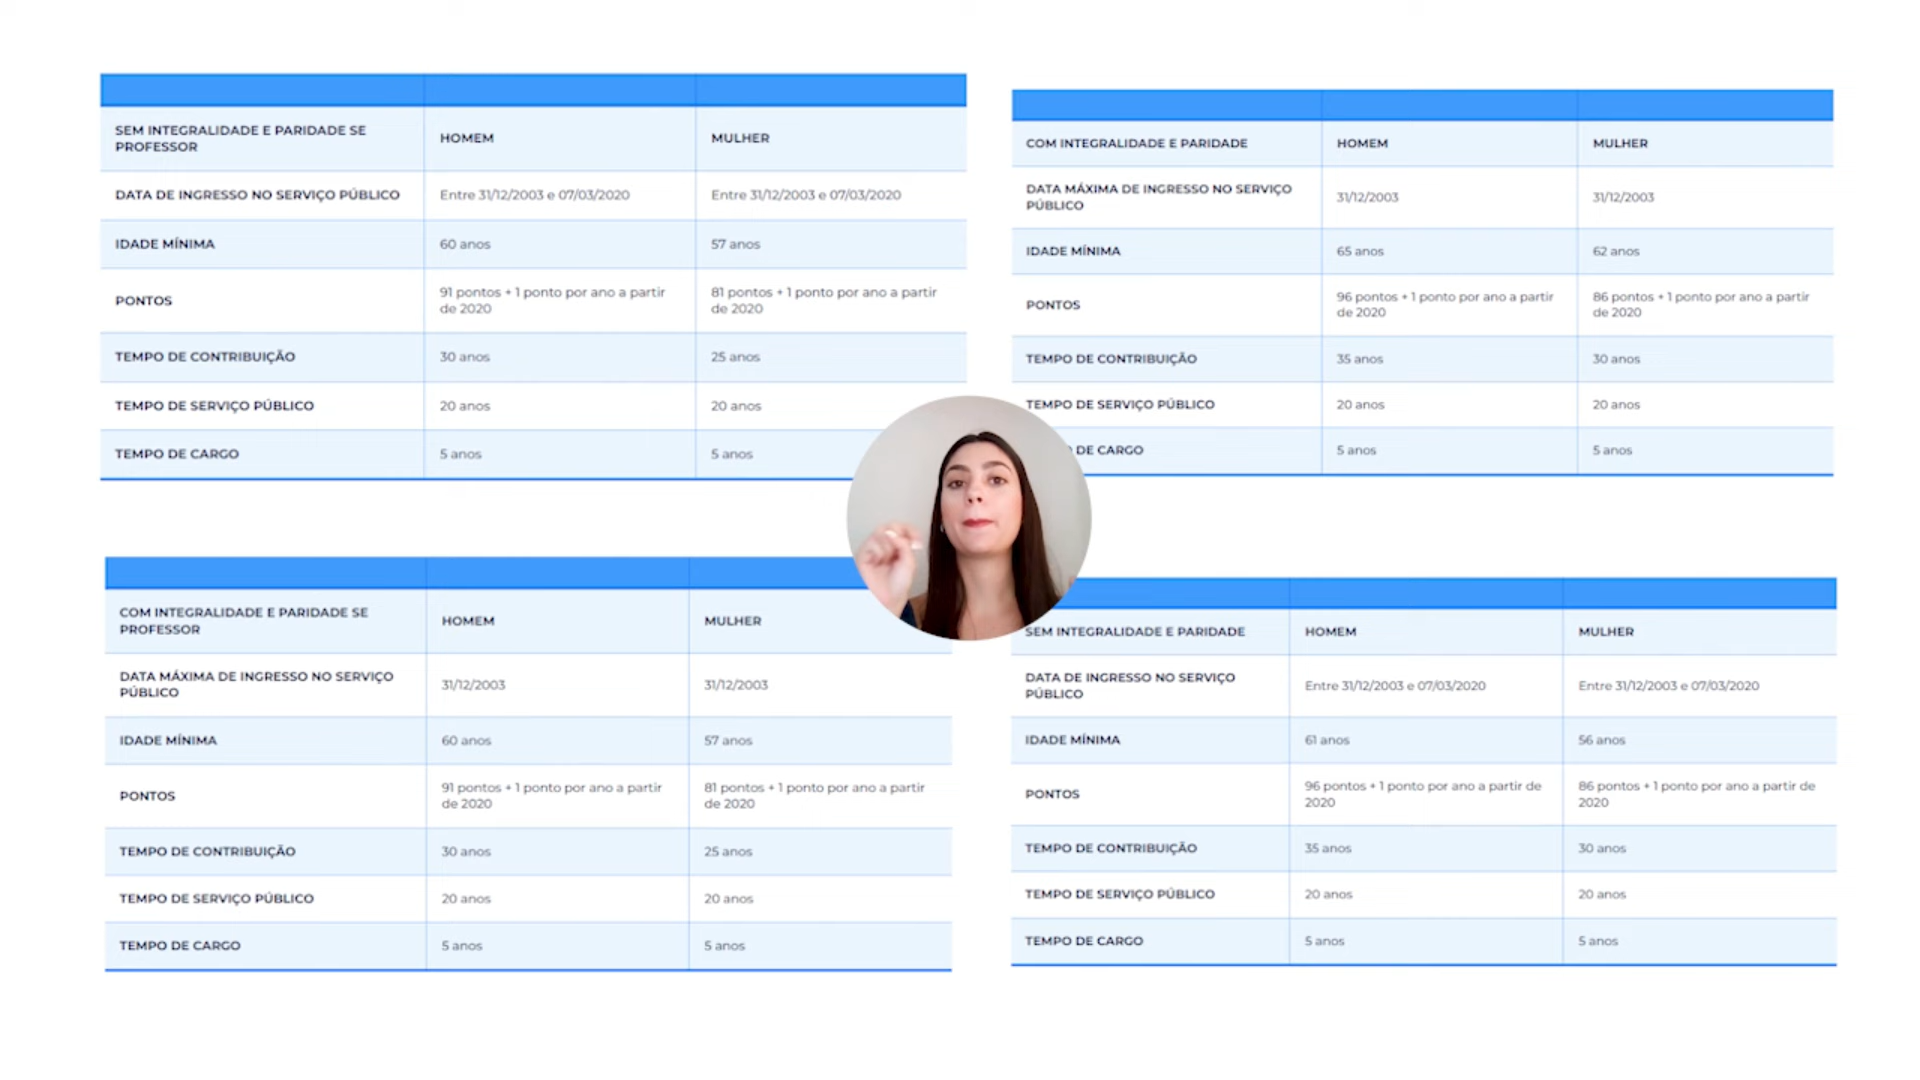 SEM INTEGRALIDADE E PARIDADE SE
PROFESSOR
HOMEM
MULHER
DATA DE INGRESSO NO SERVIÇO PÚBLICO
Entre 31/12/2003 e 07/03/2020
Entre 31/12/2003 e 07/03/2020
IDADE MÍNIMA
60 anos
57 anos
PONTOS
91 pontos + 1 ponto por ano a partir
de 2020
81 pontos + 1 ponto por ano a partir
de 2020
TEMPO DE CONTRIBUIÇÃO
30 anos
25 anos
TEMPO DE SERVIÇO PÚBLICO
20 anos
20 anos
TEMPO DE CARGO
5 anos
5 anos
COM INTEGRALIDADE E PARIDADE
HOMEM
MULHER
DATA MÁXIMA DE INGRESSO NO SERVIÇO
PÚBLICO
31/12/2003
31/12/2003
IDADE MÍNIMA
65 anos
62 anos
PONTOS
96 pontos + 1 ponto por ano a partir
de 2020
86 pontos + 1 ponto por ano a partir
de 2020
TEMPO DE CONTRIBUIÇÃO
35 anos
30 anos
TEMPO DE SERVIÇO PÚBLICO
20 anos
20 anos
DE CARGO
5 anos
5 anos
COM INTEGRALIDADE E PARIDADE SE
PROFESSOR
HOMEM
MULHER
DATA MÁXIMA DE INGRESSO NO SERVIÇO
PÚBLICO
31/12/2003
31/12/2003
IDADE MÍNIMA
60 anos
57 anos
PONTOS
91 pontos + 1 ponto por ano a partir
de 2020
81 pontos + 1 ponto por ano a partir
de 2020
TEMPO DE CONTRIBUIÇÃO
30 anos
25 anos
TEMPO DE SERVIÇO PÚBLICO
20 anos
20 anos
TEMPO DE CARGO
5 anos
5 anos
SEM INTEGRALIDADE E PARIDADE
HOMEM
MULHER
DATA DE INGRESSO NO SERVIÇO
PÚBLICO
Entre 31/12/2003 e 07/03/2020
Entre 31/12/2003 e 07/03/2020
IDADE MÍNIMA
61 anos
56 anos
PONTOS
96 pontos + 1 ponto por ano a partir de
2020
86 pontos + 1 ponto por ano a partir de
2020
TEMPO DE CONTRIBUIÇÃO
35 anos
30 anos
TEMPO DE SERVIÇO PÚBLICO
20 anos
20 anos
TEMPO DE CARGO
5 anos
5 anos